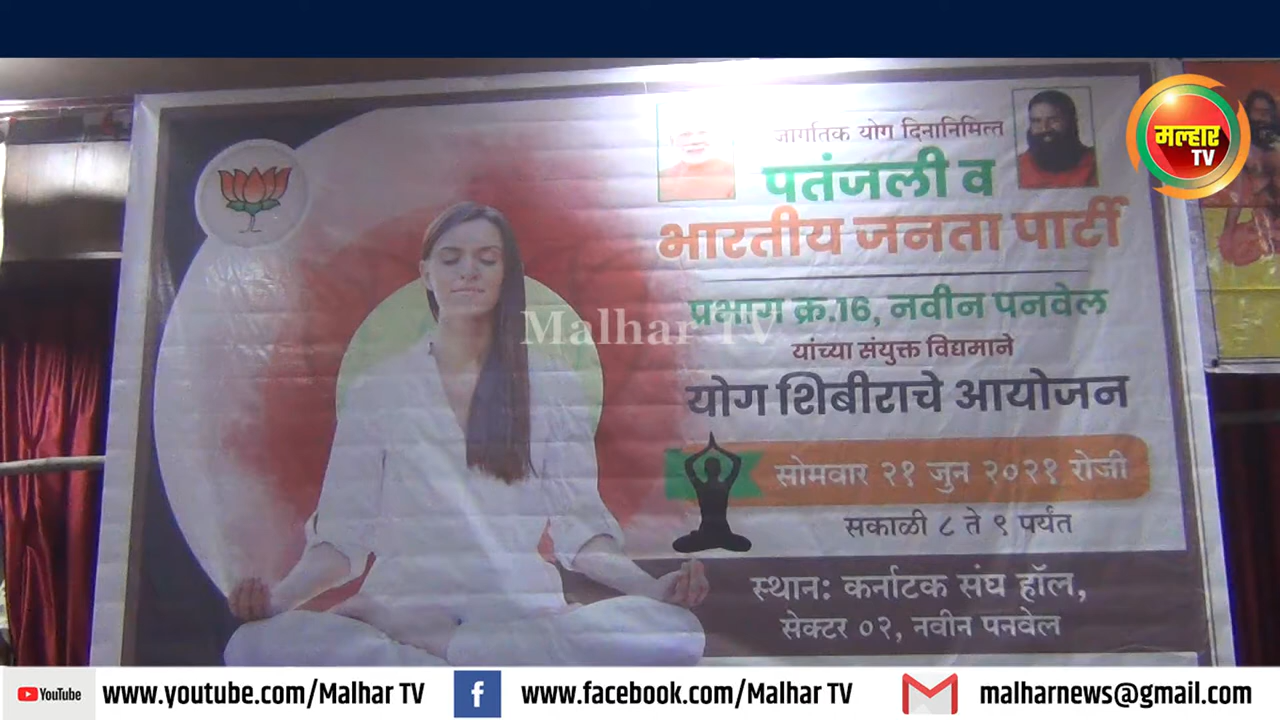 जागतिक योग दिनानिमित्त
पतंजली व
भारतीय जनता पार्टी
प्रभाग क्र.16, नवीन पनवेल
यांच्या संयुक्त विद्यमाने
योग शिबीराचे आयोजन
सोमवार २१ जुन २०२१ रोजी
सकाळी ८ ते ९ पर्यंत
स्थान: कर्नाटक संघ हॉल,
सेक्टर ०२, नवीन पनवेल
मल्हार
TV
Malhar TV
YouTube www.youtube.com/Malhar TV f www.facebook.com/Malhar TV malharnews@gmail.com